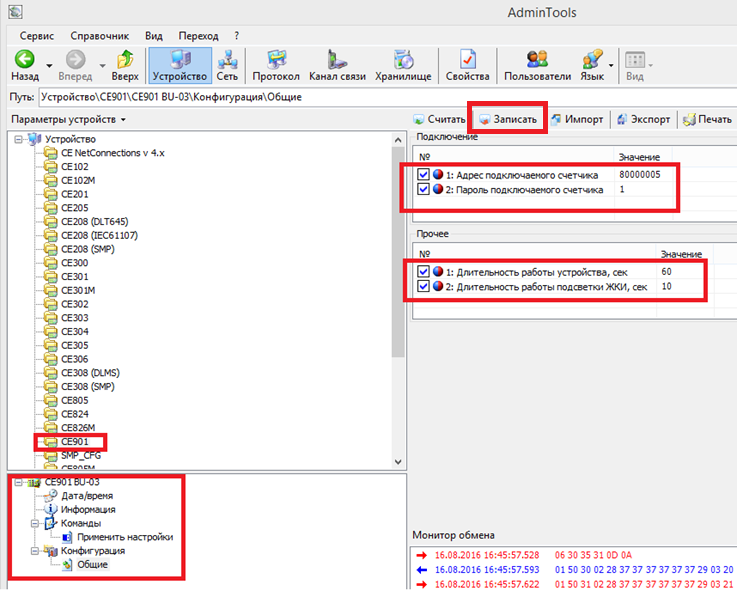 AdminTools
Сервис Справочник Вид Переход ?
Назад Вперед Вверх Устройство Сеть Протокол Канал связи Хранилище Свойства Пользователи Язык Вид
Путь: Устройство\CE901\CE901 BU-03\Конфигурация\Общие
Параметры устройств Считать Записать Импорт Экспорт Печать
Устройство
CE NetConnections v 4.x
CE102
CE102M
CE201
CE205
CE208 (DLT645)
CE208 (IEC61107)
CE208 (SMP)
CE300
CE301
CE301M
CE302
CE303
CE304
CE305
CE306
CE308 (DLMS)
CE308 (SMP)
CE805
CE824
CE826M
CE901
SMP_CFG
CE805M
CE901 BU-03
Дата/время
Информация
Команды
Применить настройки
Конфигурация
Общие
Подключение
№ Значение
1: Адрес подключаемого счетчика 80000005
2: Пароль подключаемого счетчика 1
Прочее
№ Значение
1: Длительность работы устройства, сек 60
2: Длительность работы подсветки ЖКИ, сек 10
Монитор обмена
16.08.2016 16:45:57.528 06 30 35 31 0D 0A
16.08.2016 16:45:57.593 01 50 30 02 28 37 37 37 37 37 37 29 03 20
16.08.2016 16:45:57.622 01 50 31 02 28 37 37 37 37 37 37 29 03 21